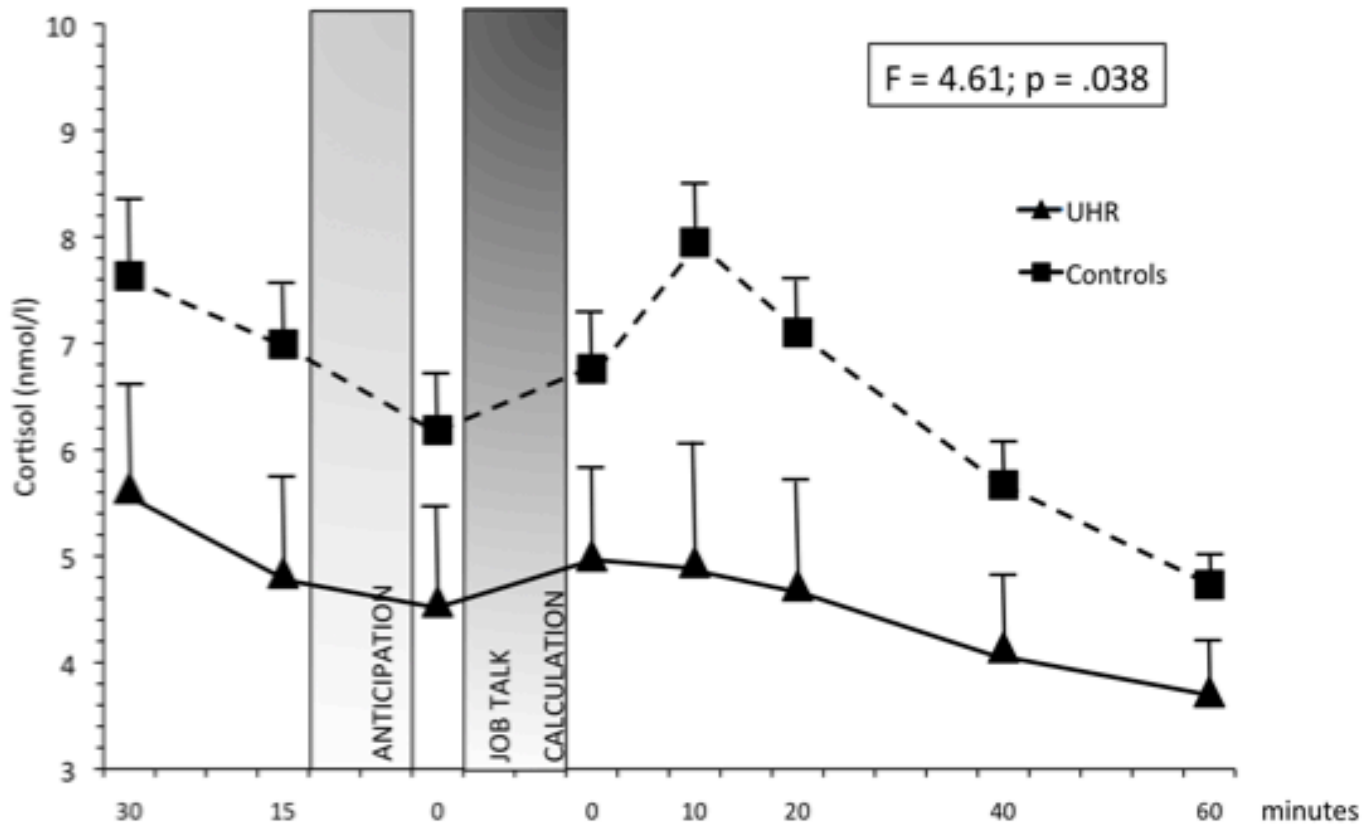 10
9
8
7
6
5
4
3
Cortisol (nmol/l)
F = 4.61; p = .038
UHR
Controls
ANTICIPATION
JOB TALK
CALCULATION
30 15 0 0 10 20 40 60 minutes